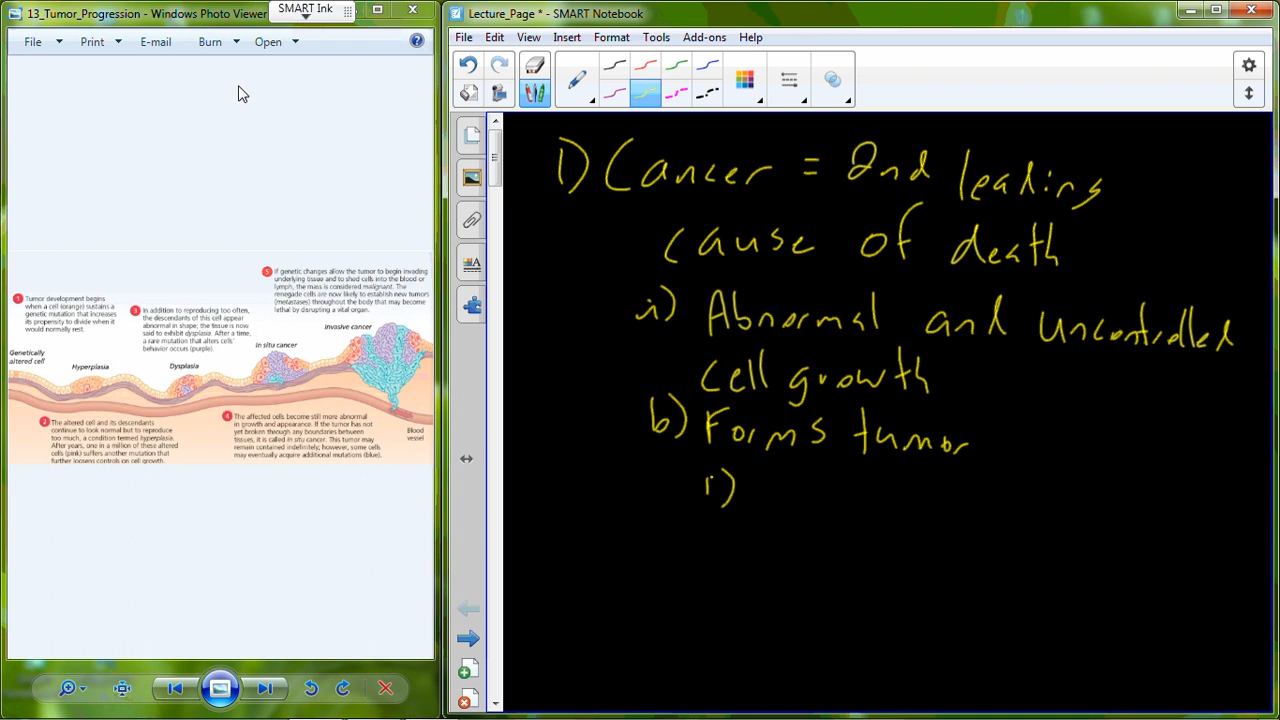 13_Tumor_Progression - Windows Photo Viewer
SMART Ink
File Print E-mail Burn Open
If genetic changes allow the tumor to begin invading
5 underlying tissue and to shed cells into the blood or
lymph, the mass is considered malignant. The
renegade cells are now likely to establish new tumors
(metastases) throughout the body that may become
lethal by disrupting a vital organ.
1 Tumor development begins
when a cell (orange) sustains a
genetic mutation that increases
its propensity to divide when it
would normally rest.
3 In addition to reproducing too often,
the descendants of this cell appear
abnormal in shape; the tissue is now
said to exhibit dysplasia. After a time,
a rare mutation that alters cells'
behavior occurs (purple).
Invasive cancer
In situ cancer
Genetically
altered cell
Hyperplasia
Dysplasia
2 The altered cell and its descendants
continue to look normal but to reproduce
too much, a condition termed hyperplasia.
After years, one in a million of these altered
cells (pink) suffers another mutation that
further loosens controls on cell growth.
4 The affected cells become still more abnormal
in growth and appearance. If the tumor has not
yet broken through any boundaries between
tissues, it is called in situ cancer. This tumor may
remain contained indefinitely; however, some cells
may eventually acquire additional mutations (blue).
Blood
vessel
Lecture_Page * - SMART Notebook
File Edit View Insert Format Tools Add-ons Help
1) Cancer = 2nd leading
cause of death
Abnormal and uncontrolled
cell growth
b) Forms tumor
i)